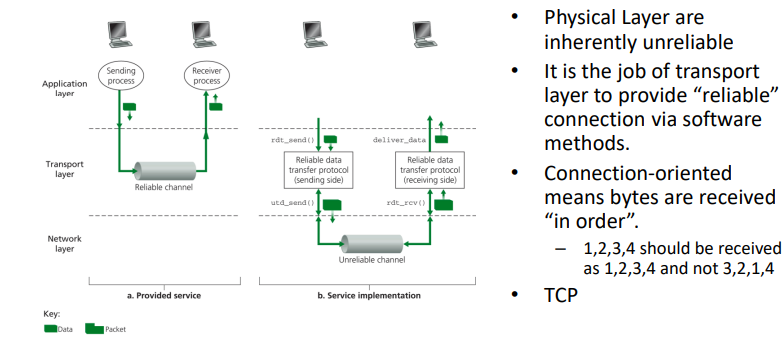 Sending
process
Receiver
process
Application
layer
rdt_send()
deliver_data
Transport
layer
Reliable data
transfer protocol
(sending side)
Reliable data
transfer protocol
(receiving side)
Reliable channel
utd_send()
rdt_rcv()
Network
layer
Unreliable channel
a. Provided service
b. Service implementation
Key:
Data
Packet
• Physical Layer are
inherently unreliable
• It is the job of transport
layer to provide “reliable”
connection via software
methods.
• Connection-oriented
means bytes are received
“in order”.
– 1,2,3,4 should be received
as 1,2,3,4 and not 3,2,1,4
• TCP